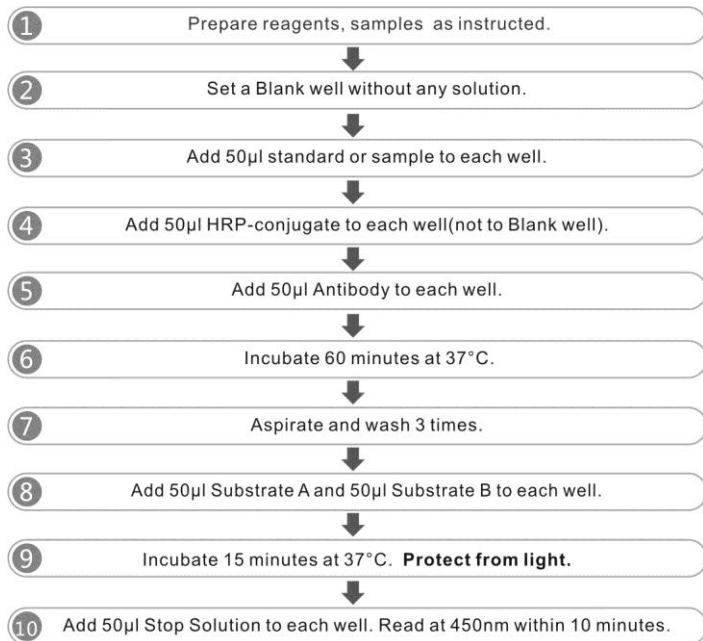 1 Prepare reagents, samples as instructed.
2 Set a Blank well without any solution.
3 Add 50μl standard or sample to each well.
4 Add 50μl HRP-conjugate to each well(not to Blank well).
5 Add 50μl Antibody to each well.
6 Incubate 60 minutes at 37°C.
7 Aspirate and wash 3 times.
8 Add 50μl Substrate A and 50μl Substrate B to each well.
9 Incubate 15 minutes at 37°C. Protect from light.
10 Add 50μl Stop Solution to each well. Read at 450nm within 10 minutes.